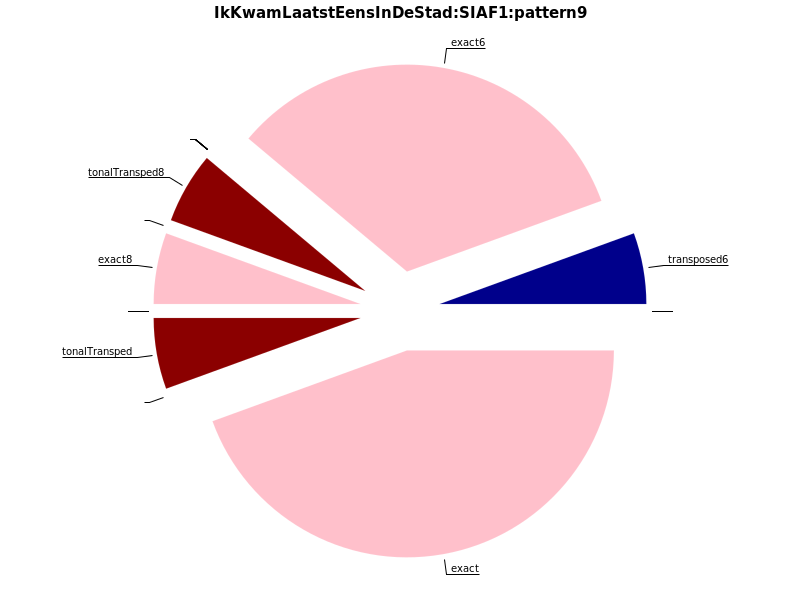 IkKwamLaatstEensInDeStad:SIAF1:pattern9
exact6
tonalTransped8
exact8
transposed6
tonalTransped
exact